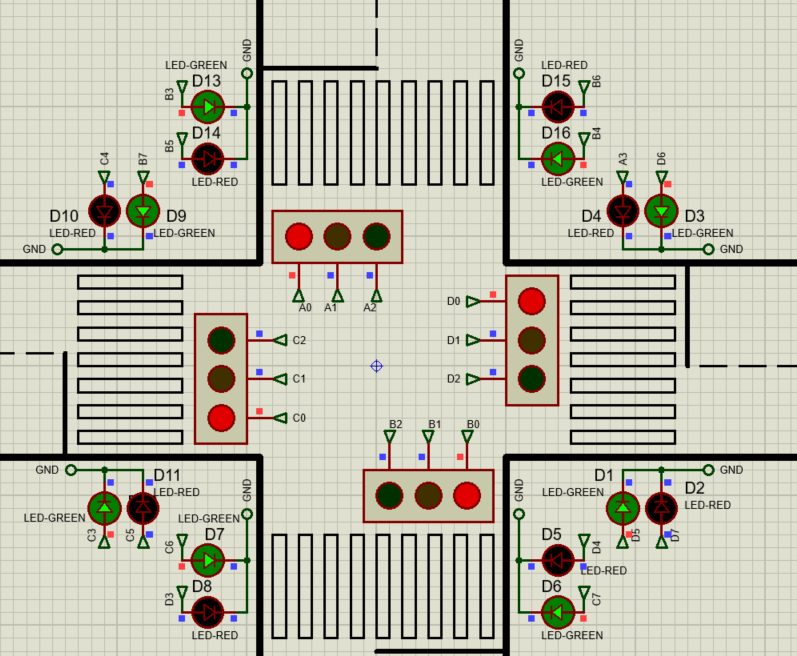 LED-GREEN
D13
B3
GND
B5
D14
LED-RED
C4
B7
D10
LED-RED
D9
LED-GREEN
GND
GND
LED-RED
D15
B6
D16
B4
LED-GREEN
A3
D6
D4
LED-RED
D3
LED-GREEN
GND
A0
A1
A2
D0
D1
D2
C2
C1
C0
B2
B1
B0
GND
D11
LED-RED
LED-GREEN
C3
C5
GND
LED-GREEN
D7
C6
D8
D3
LED-RED
GND
D1
LED-GREEN
D2
LED-RED
GND
D5
D7
D5
D4
LED-RED
D6
C7
LED-GREEN